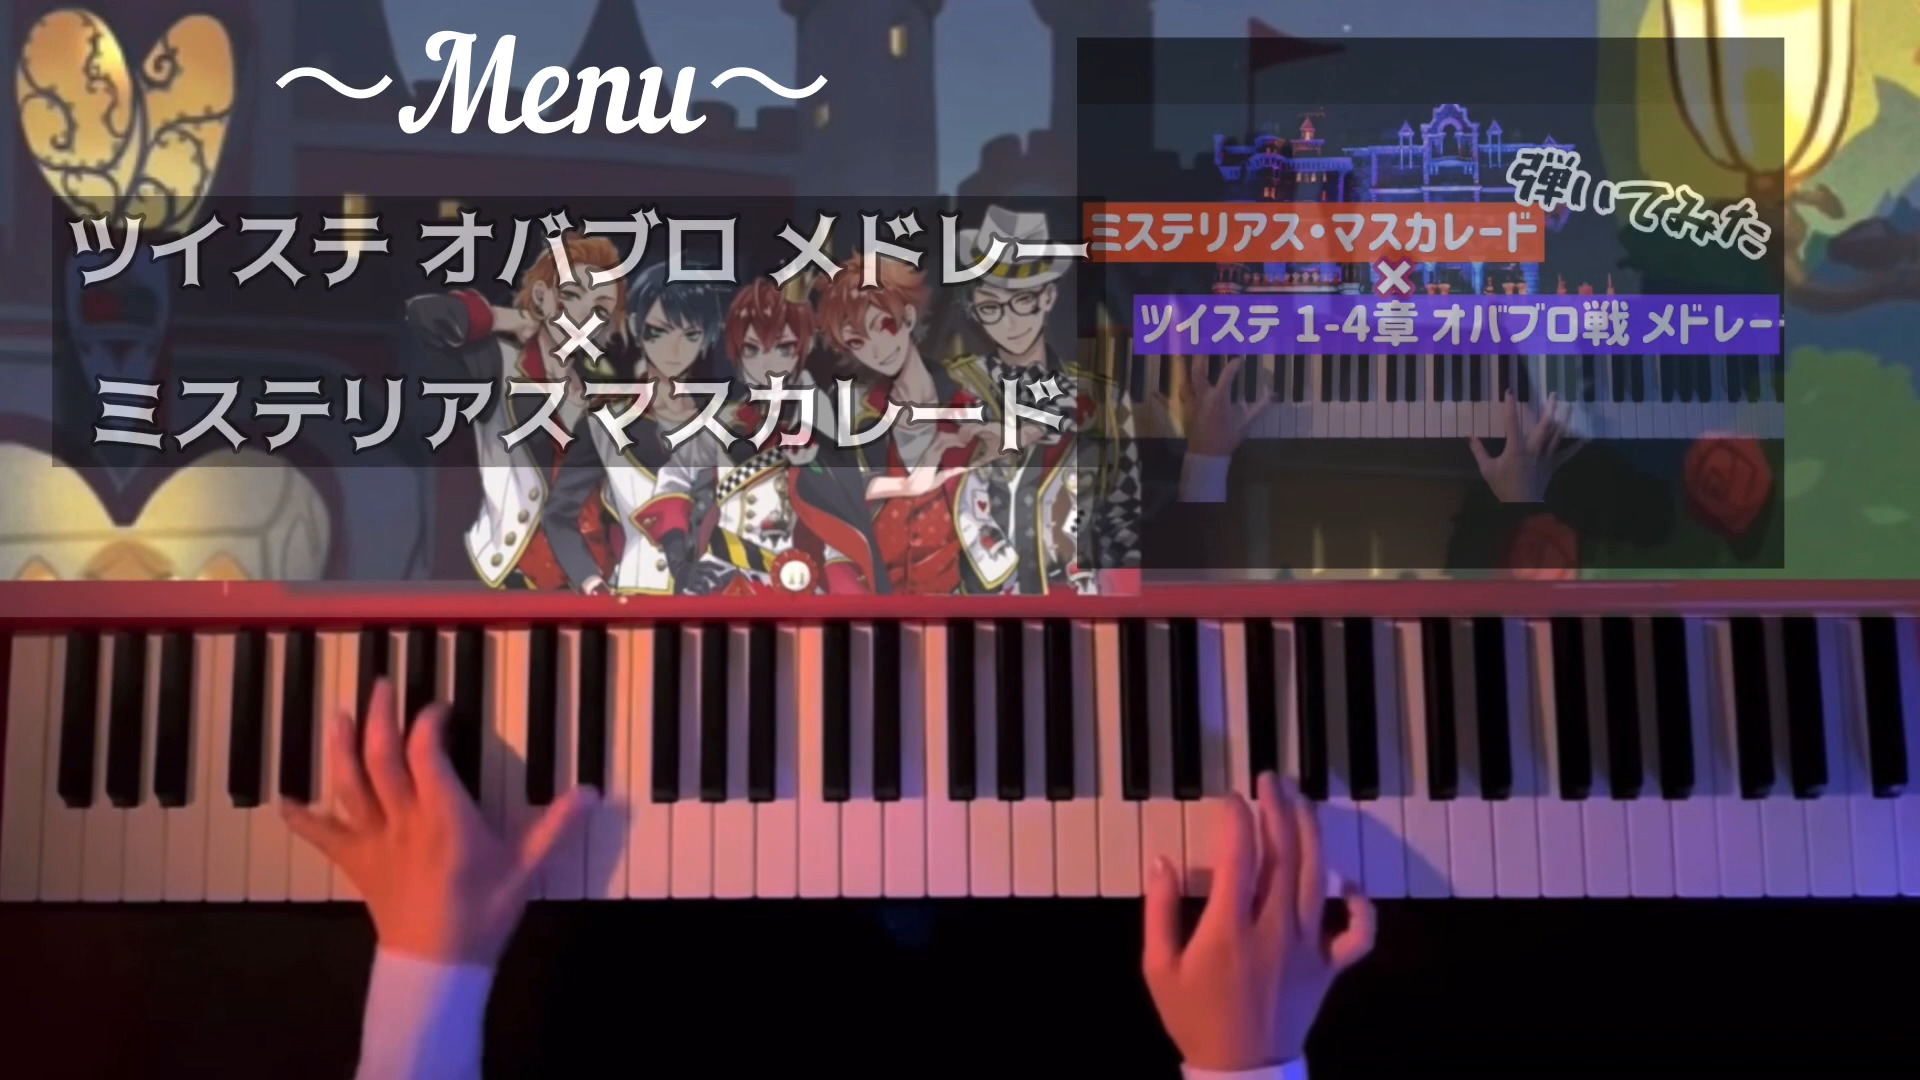 ～Menu～
ツイステ オバブロ メドレー
×
ミステリアスマスカレード
弾いてみた
ミステリアス・マスカレード
×
ツイステ 1-4章 オバブロ戦 メドレー